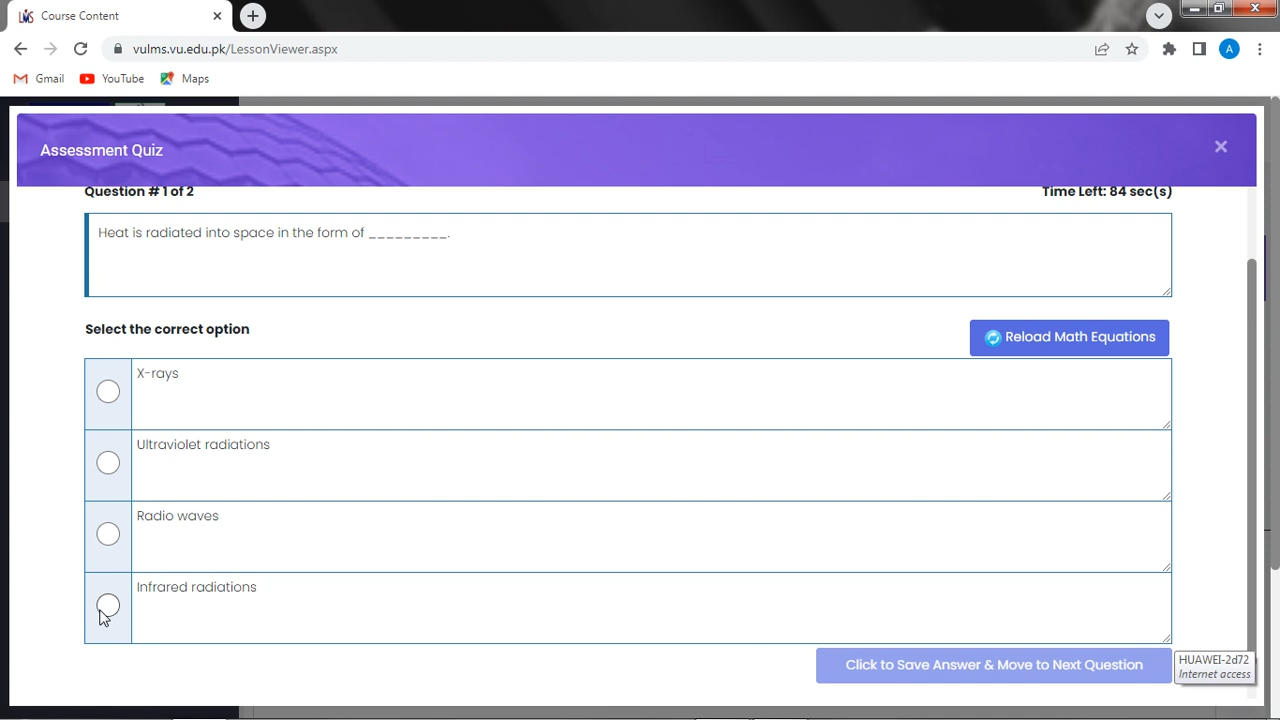 Course Content
vulms.vu.edu.pk/LessonViewer.aspx
A
Gmail
YouTube
Maps
Assessment Quiz
Question # 1 of 2
Time Left: 84 sec(s)
Heat is radiated into space in the form of _________.
Select the correct option
Reload Math Equations
X-rays
Ultraviolet radiations
Radio waves
Infrared radiations
Click to Save Answer & Move to Next Question
HUAWEI-2d72
Internet access